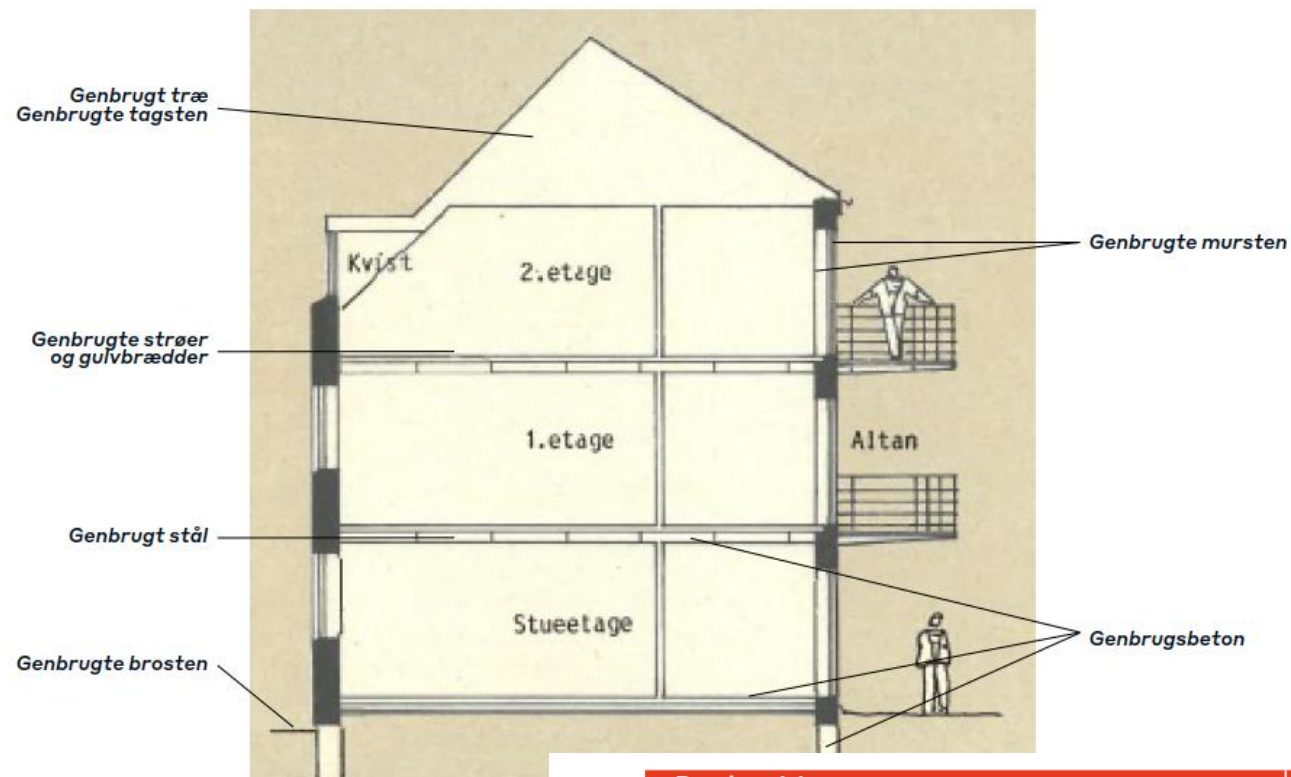 Genbrugt træ
Genbrugte tagsten
Genbrugte mursten
Kvist
2.etage
Genbrugte strøer
og gulvbrædder
1.etage
Altan
Genbrugt stål
Stueetage
Genbrugsbeton
Genbrugte brosten